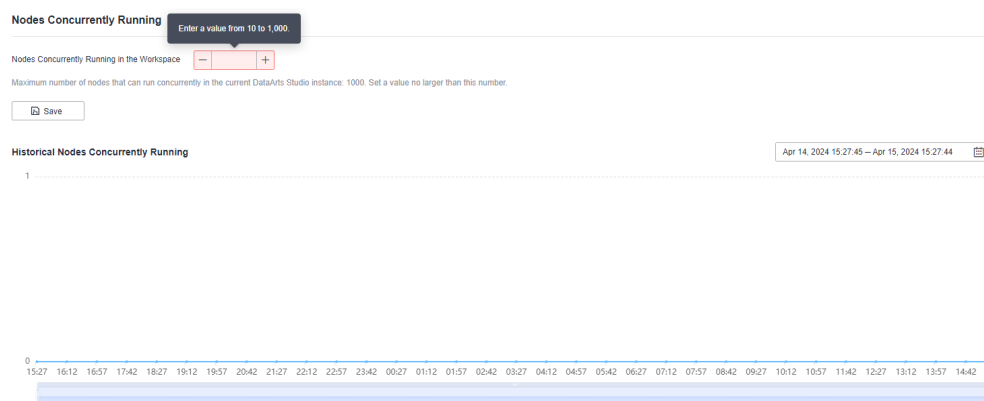 Nodes Concurrently Running
Enter a value from 10 to 1,000.
Nodes Concurrently Running in the Workspace
Maximum number of nodes that can run concurrently in the current DataArts Studio instance: 1000. Set a value no larger than this number.
Save
Historical Nodes Concurrently Running
Apr 14, 2024 15:27:45 – Apr 15, 2024 15:27:44
1
0
15:27 16:12 16:57 17:42 18:27 19:12 19:57 20:42 21:27 22:12 22:57 23:42 00:27 01:12 01:57 02:42 03:27 04:12 04:57 05:42 06:27 07:12 07:57 08:42 09:27 10:12 10:57 11:42 12:27 13:12 13:57 14:42